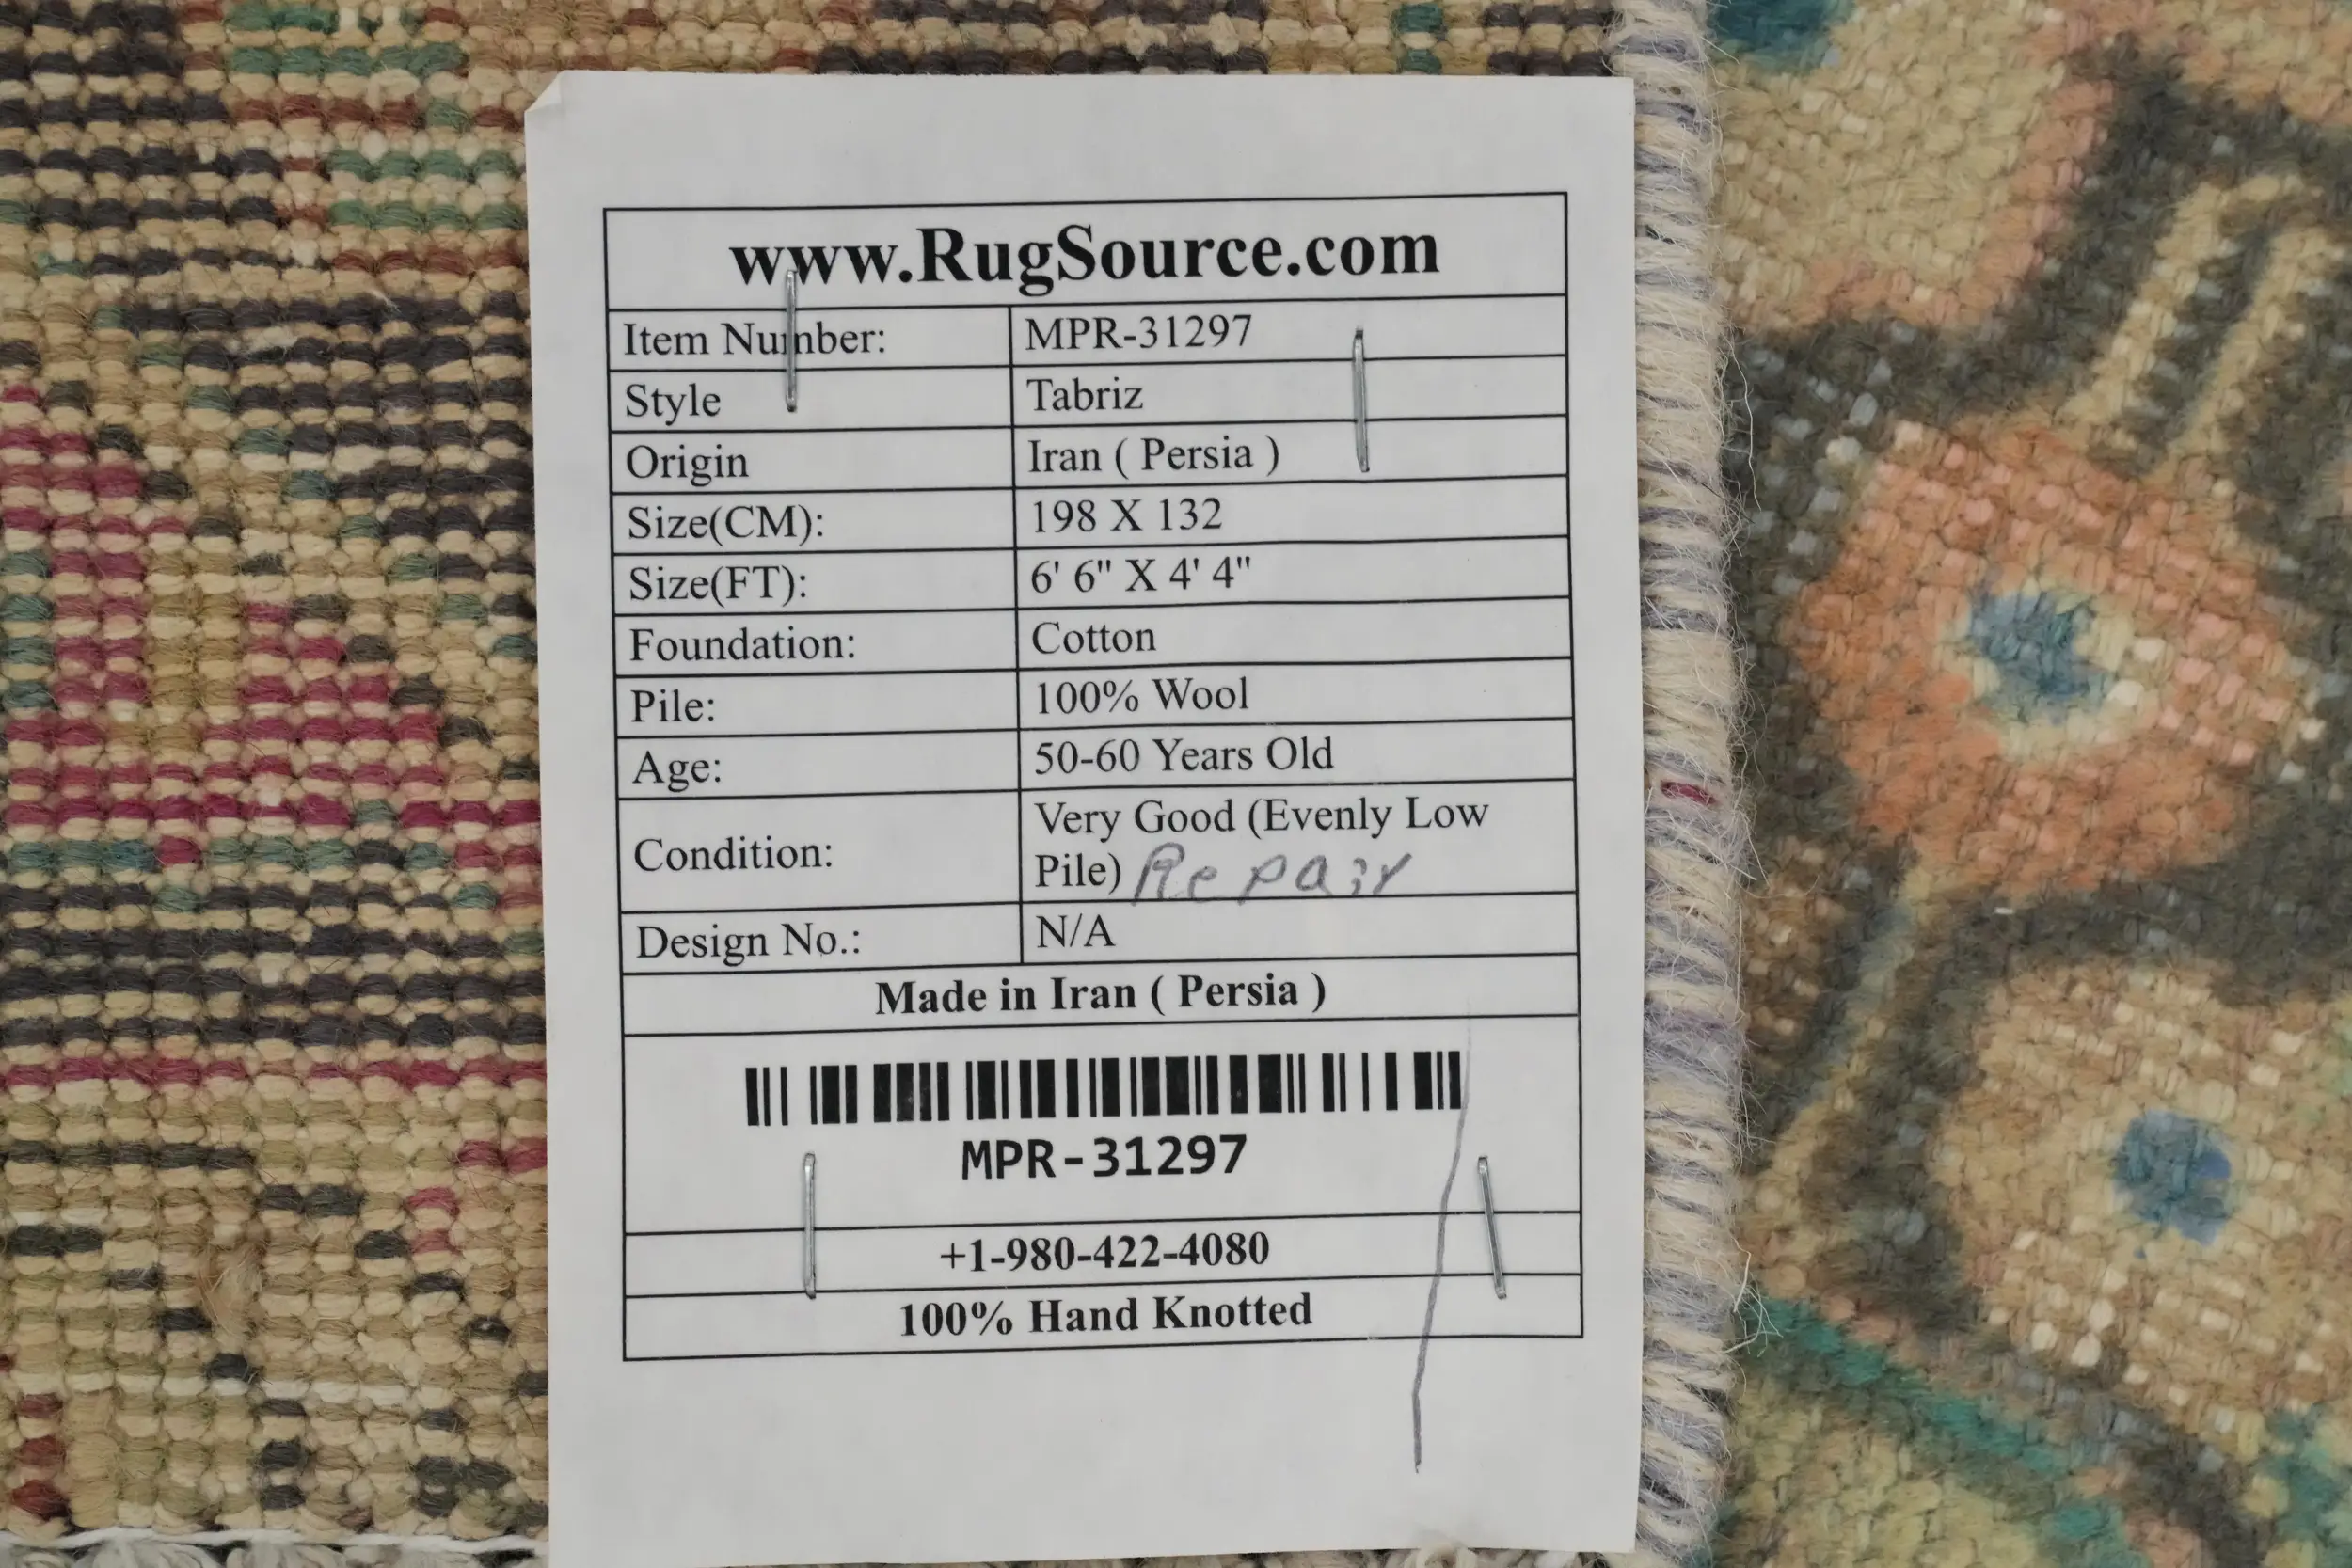 www.RugSource.com
Item Number: MPR-31297
Style Tabriz
Origin Iran ( Persia )
Size(CM): 198 X 132
Size(FT): 6' 6" X 4' 4"
Foundation: Cotton
Pile: 100% Wool
Age: 50-60 Years Old
Condition: Very Good (Evenly Low
Pile) Repair
Design No.: N/A
Made in Iran ( Persia )
MPR-31297
+1-980-422-4080
100% Hand Knotted